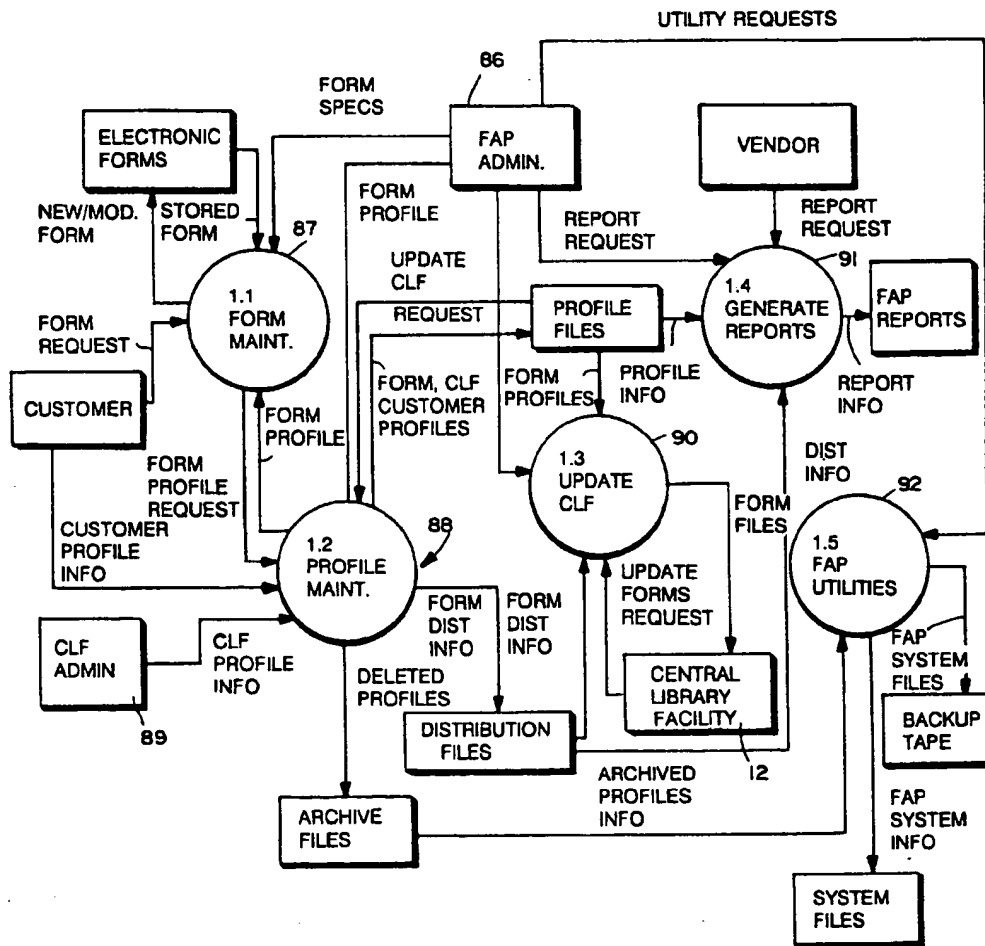 UTILITY REQUESTS
86
FORM
SPECS
ELECTRONIC
FORMS
FAP
ADMIN.
VENDOR
NEW/MOD.
FORM
STORED
FORM
87
FORM
PROFILE
REPORT
REQUEST
REPORT
REQUEST
91
1.1
FORM
MAINT.
UPDATE
CLF
REQUEST
PROFILE
FILES
1.4
GENERATE
REPORTS
FAP
REPORTS
FORM
REQUEST
CUSTOMER
FORM
PROFILE
FORM, CLF
CUSTOMER
PROFILES
FORM
PROFILES
PROFILE
INFO
REPORT
INFO
90
FORM
PROFILE
REQUEST
1.3
UPDATE
CLF
DIST
INFO
FORM
FILES
92
CUSTOMER
PROFILE
INFO
88
1.2
PROFILE
MAINT.
1.5
FAP
UTILITIES
UPDATE
FORMS
REQUEST
FORM
DIST
INFO
FORM
DIST
INFO
CLF
ADMIN
89
CLF
PROFILE
INFO
DELETED
PROFILES
CENTRAL
LIBRARY
FACILITY
12
FAP
SYSTEM
FILES
BACKUP
TAPE
DISTRIBUTION
FILES
ARCHIVED
PROFILES
INFO
ARCHIVE
FILES
FAP
SYSTEM
INFO
SYSTEM
FILES